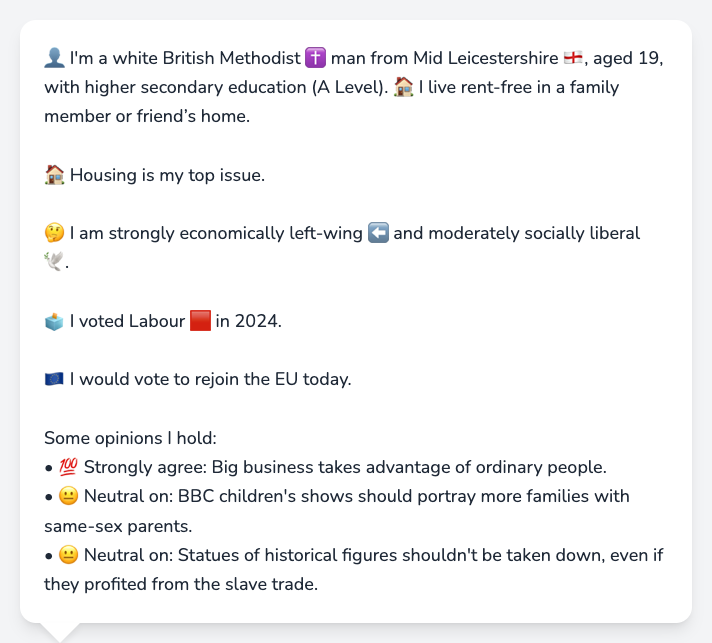 👤 I'm a white British Methodist ✝️ man from Mid Leicestershire 🏴󠁧󠁢󠁥󠁮󠁧󠁿, aged 19,
with higher secondary education (A Level). 🏠 I live rent-free in a family
member or friend’s home.
🏠 Housing is my top issue.
🤔 I am strongly economically left-wing ⬅️ and moderately socially liberal
🕊️.
🗳️ I voted Labour 🟥 in 2024.
🇪🇺 I would vote to rejoin the EU today.
Some opinions I hold:
• 💯 Strongly agree: Big business takes advantage of ordinary people.
• 😐 Neutral on: BBC children's shows should portray more families with
same-sex parents.
• 😐 Neutral on: Statues of historical figures shouldn't be taken down, even if
they profited from the slave trade.